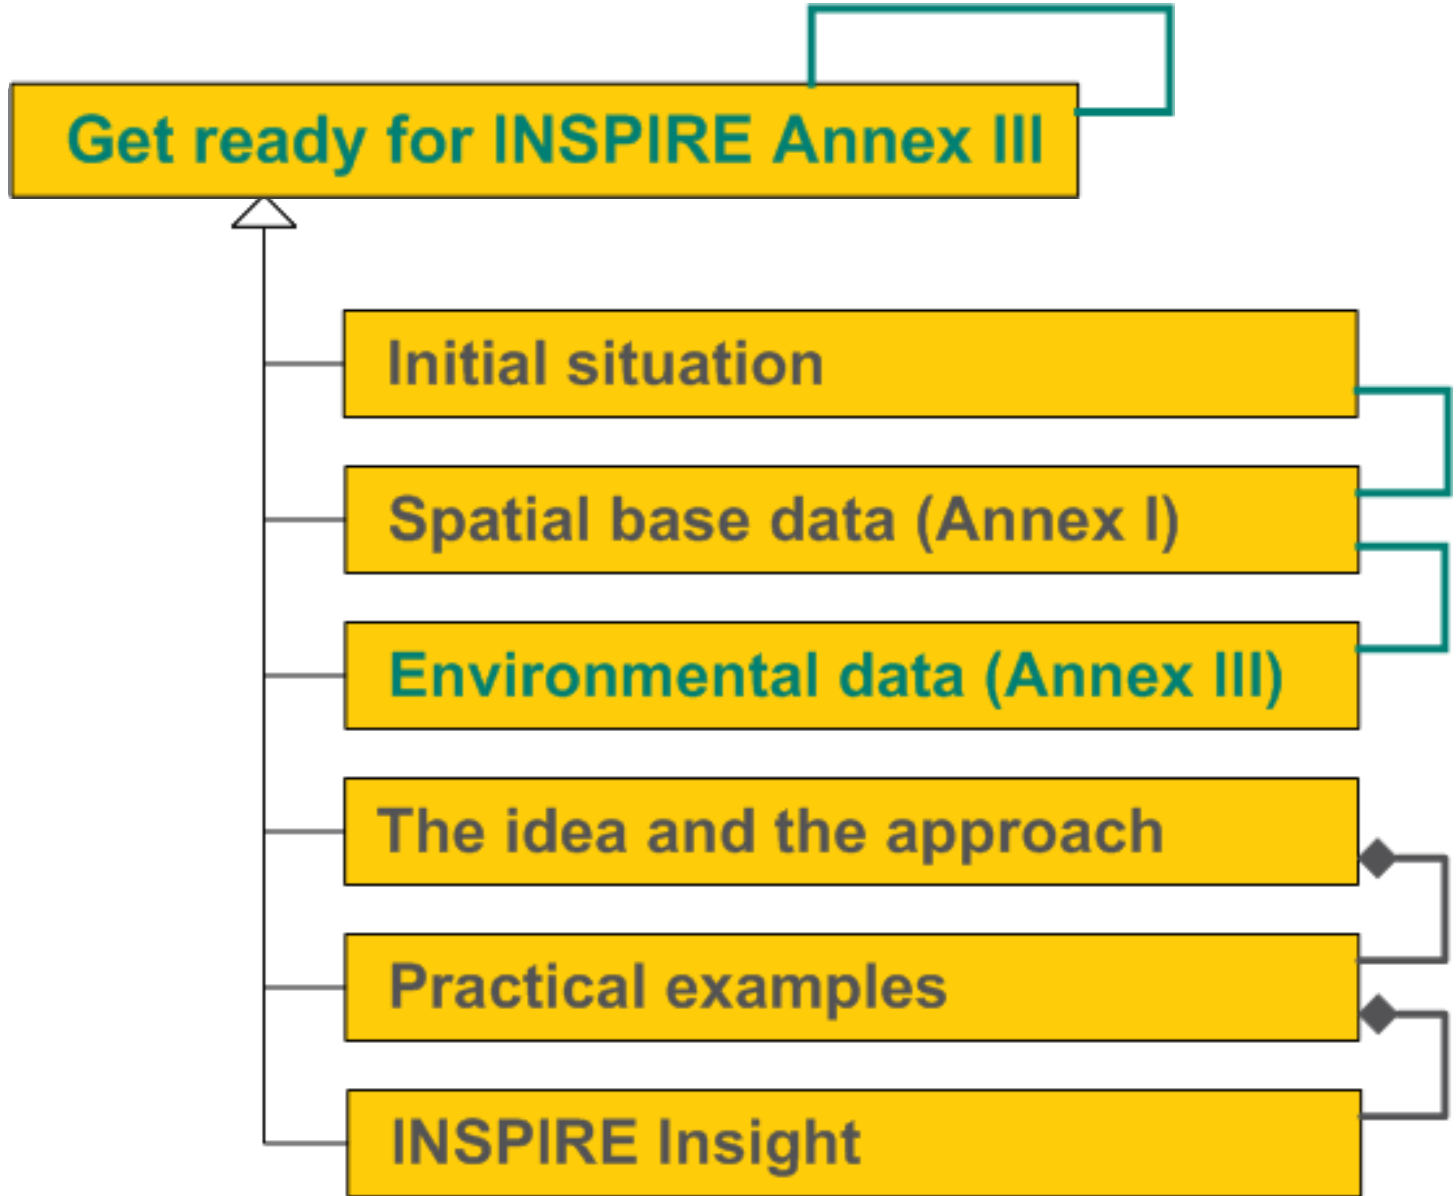 Get ready for INSPIRE Annex III
Initial situation
Spatial base data (Annex I)
Environmental data (Annex III)
The idea and the approach
Practical examples
INSPIRE Insight